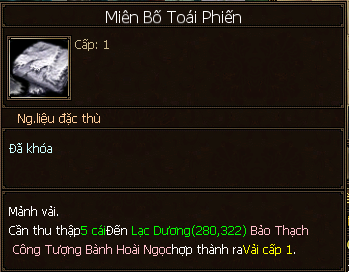 Miên Bố Toái Phiến
Cấp: 1
Ng.liệu đặc thù
Đã khóa
Mảnh vải.
Cần thu thập5 cáiĐến Lạc Dương(280,322) Bảo Thạch
Công Tượng Bành Hoài Ngọchợp thành raVải cấp 1.